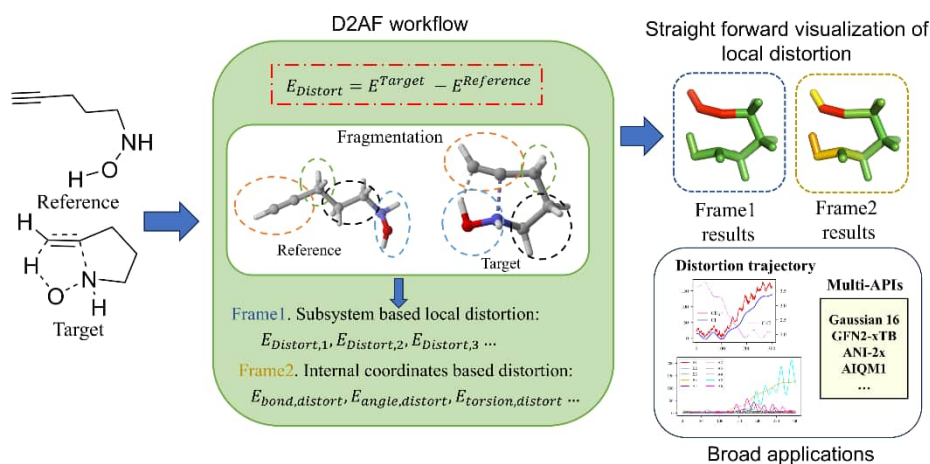 D2AF workflow
Straight forward visualization of
local distortion
E_Distort = E^Target − E^Reference
Fragmentation
Reference
Target
NH
H
O
Reference
H
H
O
N
H
Target
Frame1. Subsystem based local distortion:
E_Distort,1, E_Distort,2, E_Distort,3 ...
Frame2. Internal coordinates based distortion:
E_bond,distort, E_angle,distort, E_torsion,distort ...
Frame1
results
Frame2
results
Distortion trajectory
Multi-APIs
Gaussian 16
GFN2-xTB
ANI-2x
AIQM1
...
Broad applications